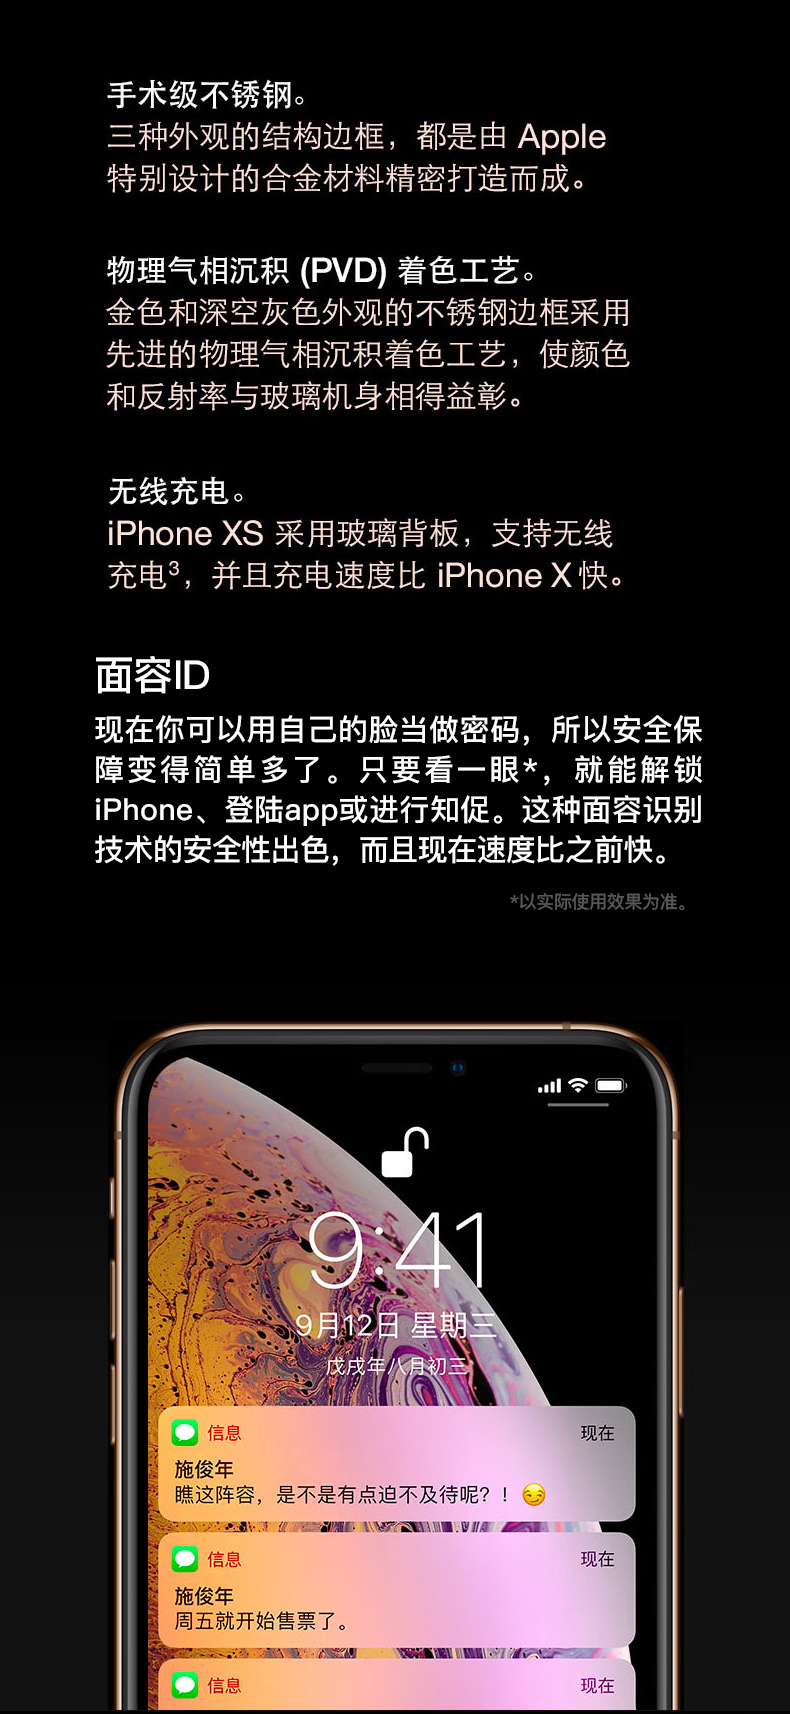 手术级不锈钢。
三种外观的结构边框，都是由 Apple
特别设计的合金材料精密打造而成。
物理气相沉积 (PVD) 着色工艺。
金色和深空灰色外观的不锈钢边框采用
先进的物理气相沉积着色工艺，使颜色
和反射率与玻璃机身相得益彰。
无线充电。
iPhone XS 采用玻璃背板，支持无线
充电3，并且充电速度比 iPhone X 快。
面容ID
现在你可以用自己的脸当做密码，所以安全保
障变得简单多了。只要看一眼*，就能解锁
iPhone、登陆app或进行知促。这种面容识别
技术的安全性出色，而且现在速度比之前快。
*以实际使用效果为准。
9:41
9月12日 星期三
戊戌年八月初三
信息 现在
施俊年
瞧这阵容，是不是有点迫不及待呢？！😏
信息 现在
施俊年
周五就开始售票了。
信息 现在